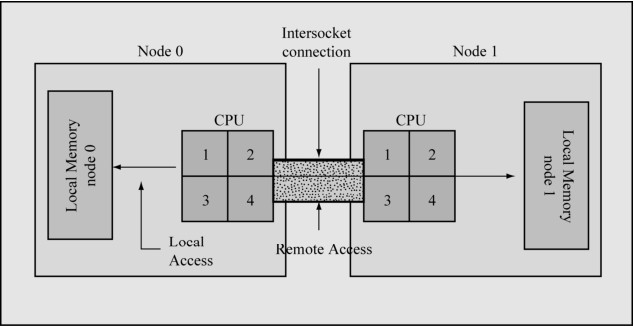 Intersocket
connection
Node 0
Node 1
Local Memory
node 0
CPU
1 2
3 4
CPU
1 2
3 4
Local Memory
node 1
Local
Access
Remote Access